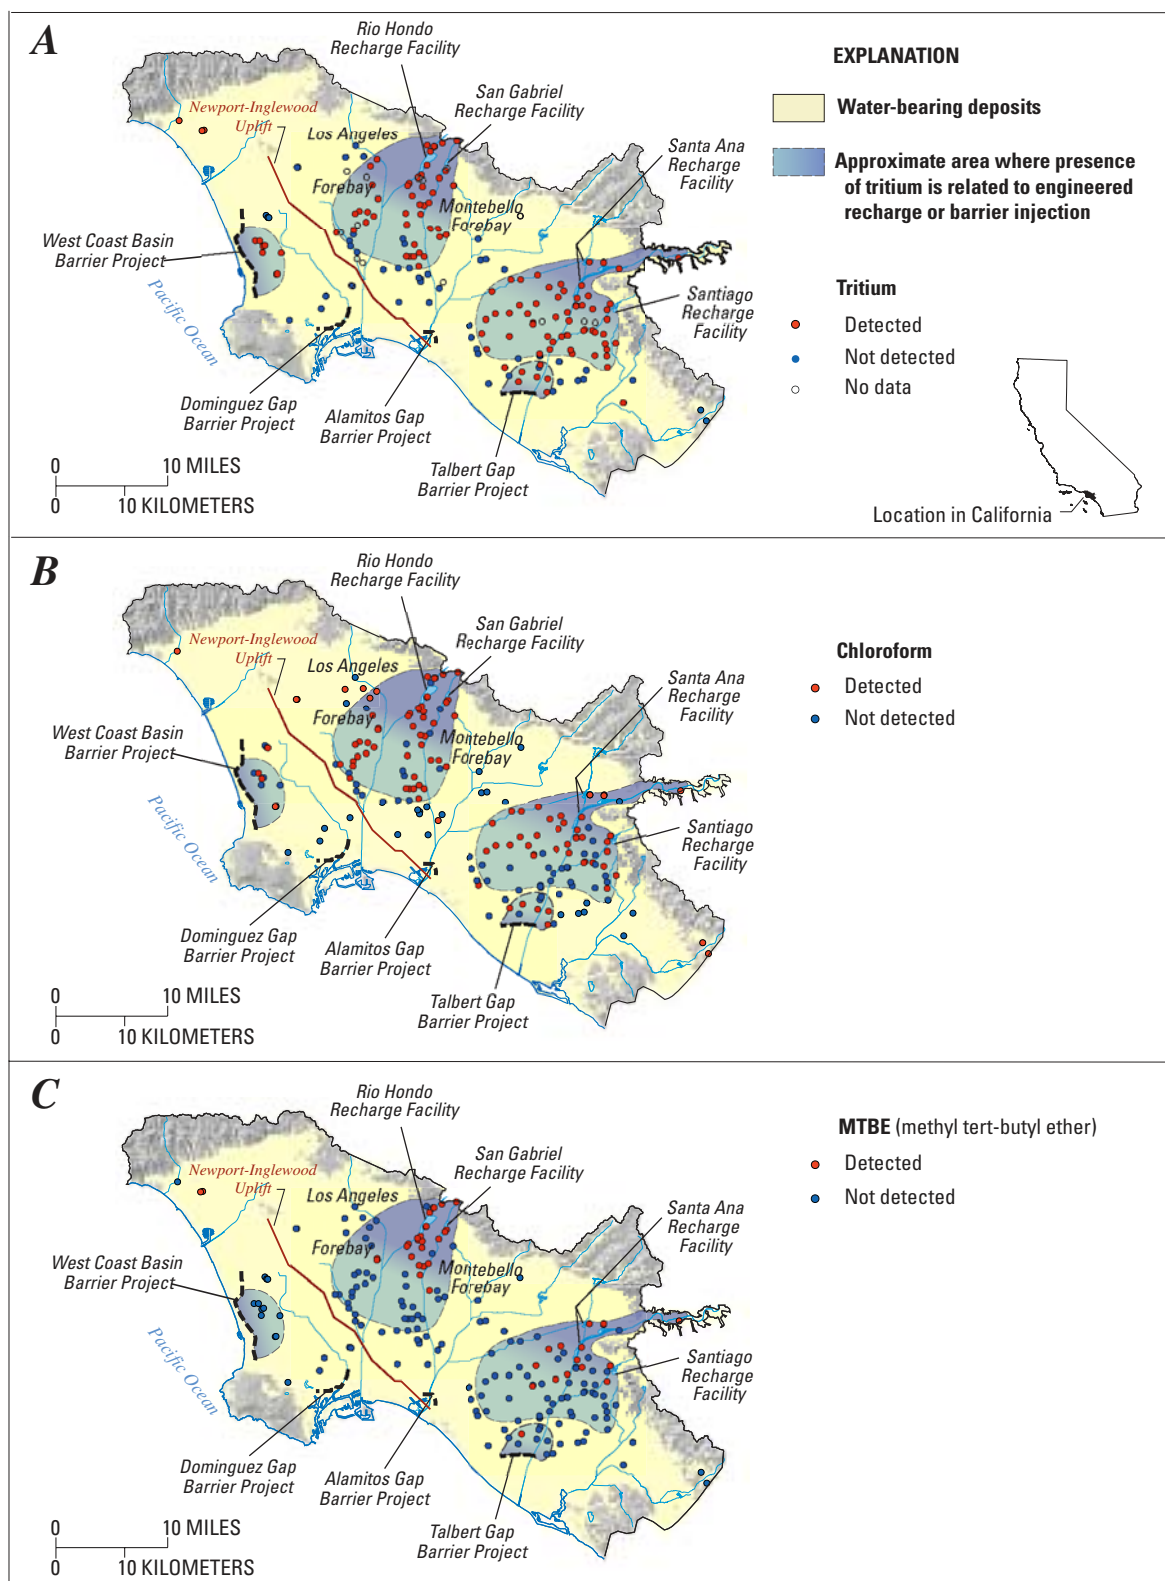 A
Rio Hondo
Recharge Facility
San Gabriel
Recharge Facility
Newport-Inglewood
Uplift
Los Angeles
Forebay
Montebello
Forebay
Santa Ana
Recharge
Facility
West Coast Basin
Barrier Project
Pacific Ocean
Santiago
Recharge
Facility
Dominguez Gap
Barrier Project
Alamitos Gap
Barrier Project
Talbert Gap
Barrier Project
0 10 MILES
0 10 KILOMETERS
EXPLANATION
Water-bearing deposits
Approximate area where presence
of tritium is related to engineered
recharge or barrier injection
Tritium
Detected
Not detected
No data
Location in California
B
Rio Hondo
Recharge Facility
San Gabriel
Recharge Facility
Newport-Inglewood
Uplift
Los Angeles
Forebay
Montebello
Forebay
Santa Ana
Recharge
Facility
West Coast Basin
Barrier Project
Pacific Ocean
Santiago
Recharge
Facility
Dominguez Gap
Barrier Project
Alamitos Gap
Barrier Project
Talbert Gap
Barrier Project
0 10 MILES
0 10 KILOMETERS
Chloroform
Detected
Not detected
C
Rio Hondo
Recharge Facility
San Gabriel
Recharge Facility
Newport-Inglewood
Uplift
Los Angeles
Forebay
Montebello
Forebay
Santa Ana
Recharge
Facility
West Coast Basin
Barrier Project
Pacific Ocean
Santiago
Recharge
Facility
Dominguez Gap
Barrier Project
Alamitos Gap
Barrier Project
Talbert Gap
Barrier Project
0 10 MILES
0 10 KILOMETERS
MTBE (methyl tert-butyl ether)
Detected
Not detected